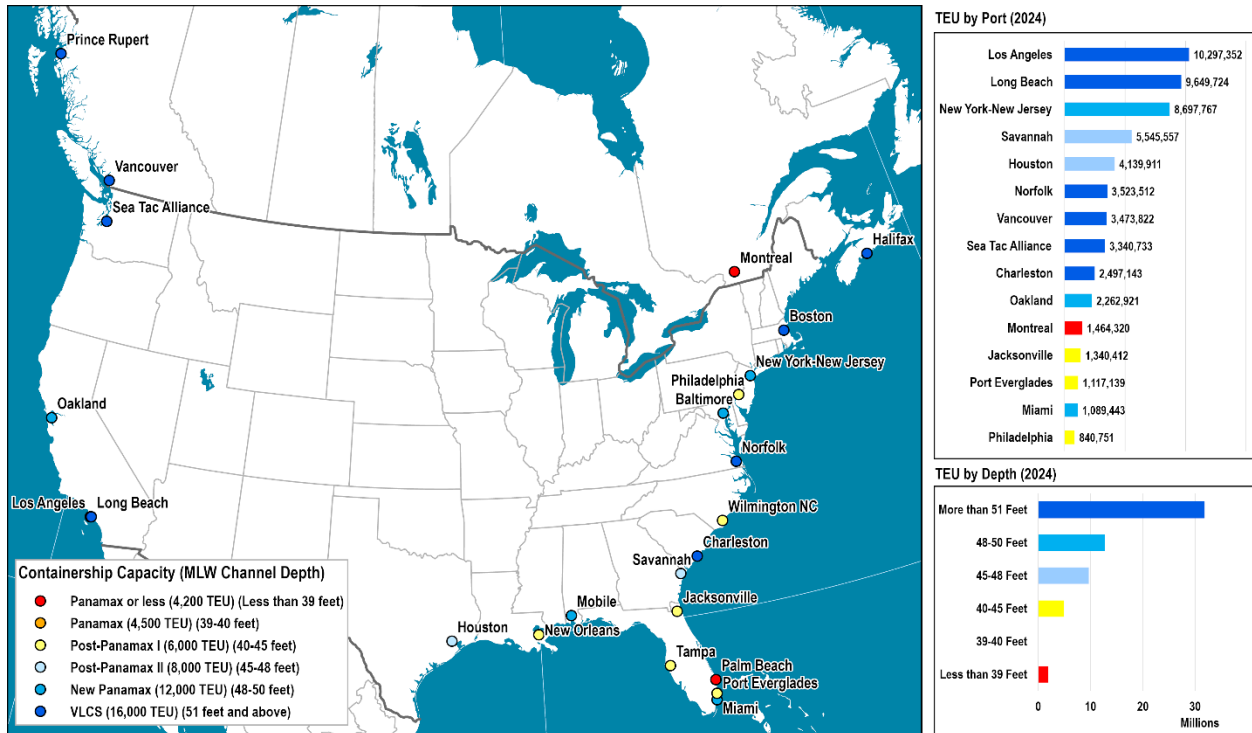 Prince Rupert
Vancouver
Sea Tac Alliance
Montreal
Halifax
Boston
New York-New Jersey
Philadelphia
Baltimore
Oakland
Norfolk
Los Angeles
Long Beach
Wilmington NC
Charleston
Savannah
Jacksonville
Mobile
New Orleans
Houston
Tampa
Palm Beach
Port Everglades
Miami
Containership Capacity (MLW Channel Depth)
Panamax or less (4,200 TEU) (Less than 39 feet)
Panamax (4,500 TEU) (39-40 feet)
Post-Panamax I (6,000 TEU) (40-45 feet)
Post-Panamax II (8,000 TEU) (45-48 feet)
New Panamax (12,000 TEU) (48-50 feet)
VLCS (16,000 TEU) (51 feet and above)
TEU by Port (2024)
Los Angeles 10,297,352
Long Beach 9,649,724
New York-New Jersey 8,697,767
Savannah 5,545,557
Houston 4,139,911
Norfolk 3,523,512
Vancouver 3,473,822
Sea Tac Alliance 3,340,733
Charleston 2,497,143
Oakland 2,262,921
Montreal 1,464,320
Jacksonville 1,340,412
Port Everglades 1,117,139
Miami 1,089,443
Philadelphia 840,751
TEU by Depth (2024)
More than 51 Feet
48-50 Feet
45-48 Feet
40-45 Feet
39-40 Feet
Less than 39 Feet
0 10 20 30
Millions